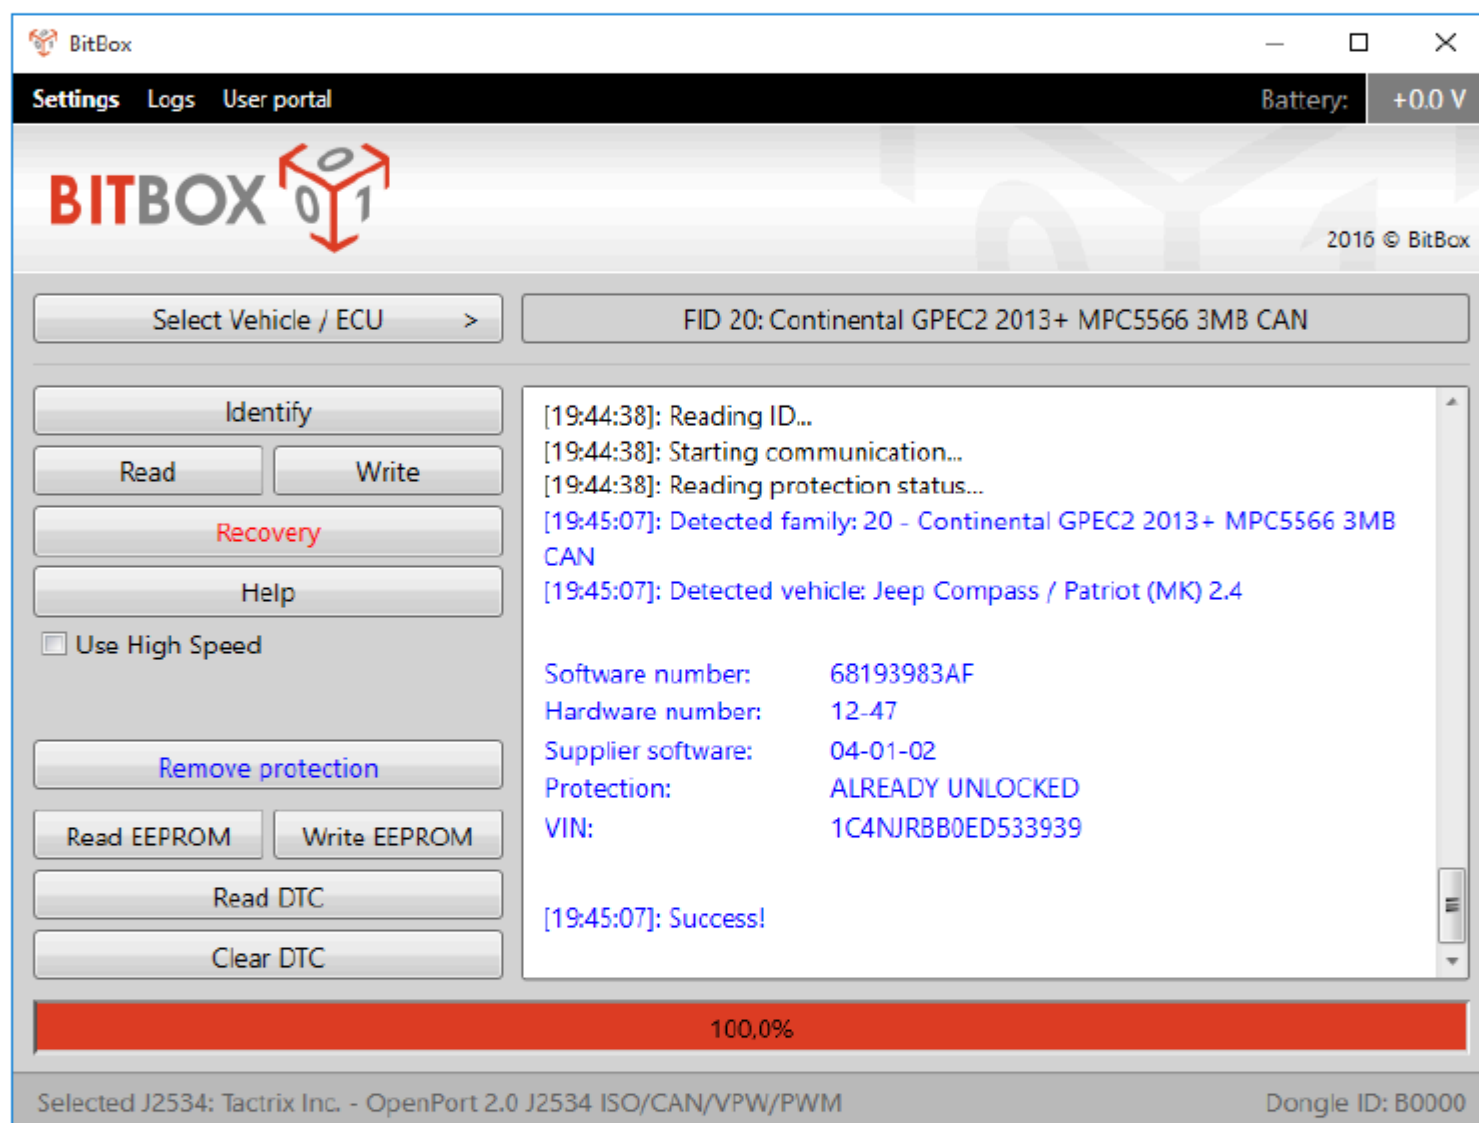 BitBox
Settings Logs User portal Battery: +0.0 V
BITBOX 0 0 1
2016 © BitBox
Select Vehicle / ECU > FID 20: Continental GPEC2 2013+ MPC5566 3MB CAN
Identify
Read Write
Recovery
Help
Use High Speed
Remove protection
Read EEPROM Write EEPROM
Read DTC
Clear DTC
[19:44:38]: Reading ID...
[19:44:38]: Starting communication...
[19:44:38]: Reading protection status...
[19:45:07]: Detected family: 20 - Continental GPEC2 2013+ MPC5566 3MB
CAN
[19:45:07]: Detected vehicle: Jeep Compass / Patriot (MK) 2.4
Software number: 68193983AF
Hardware number: 12-47
Supplier software: 04-01-02
Protection: ALREADY UNLOCKED
VIN: 1C4NJRBB0ED533939
[19:45:07]: Success!
100,0%
Selected J2534: Tactrix Inc. - OpenPort 2.0 J2534 ISO/CAN/VPW/PWM Dongle ID: B0000